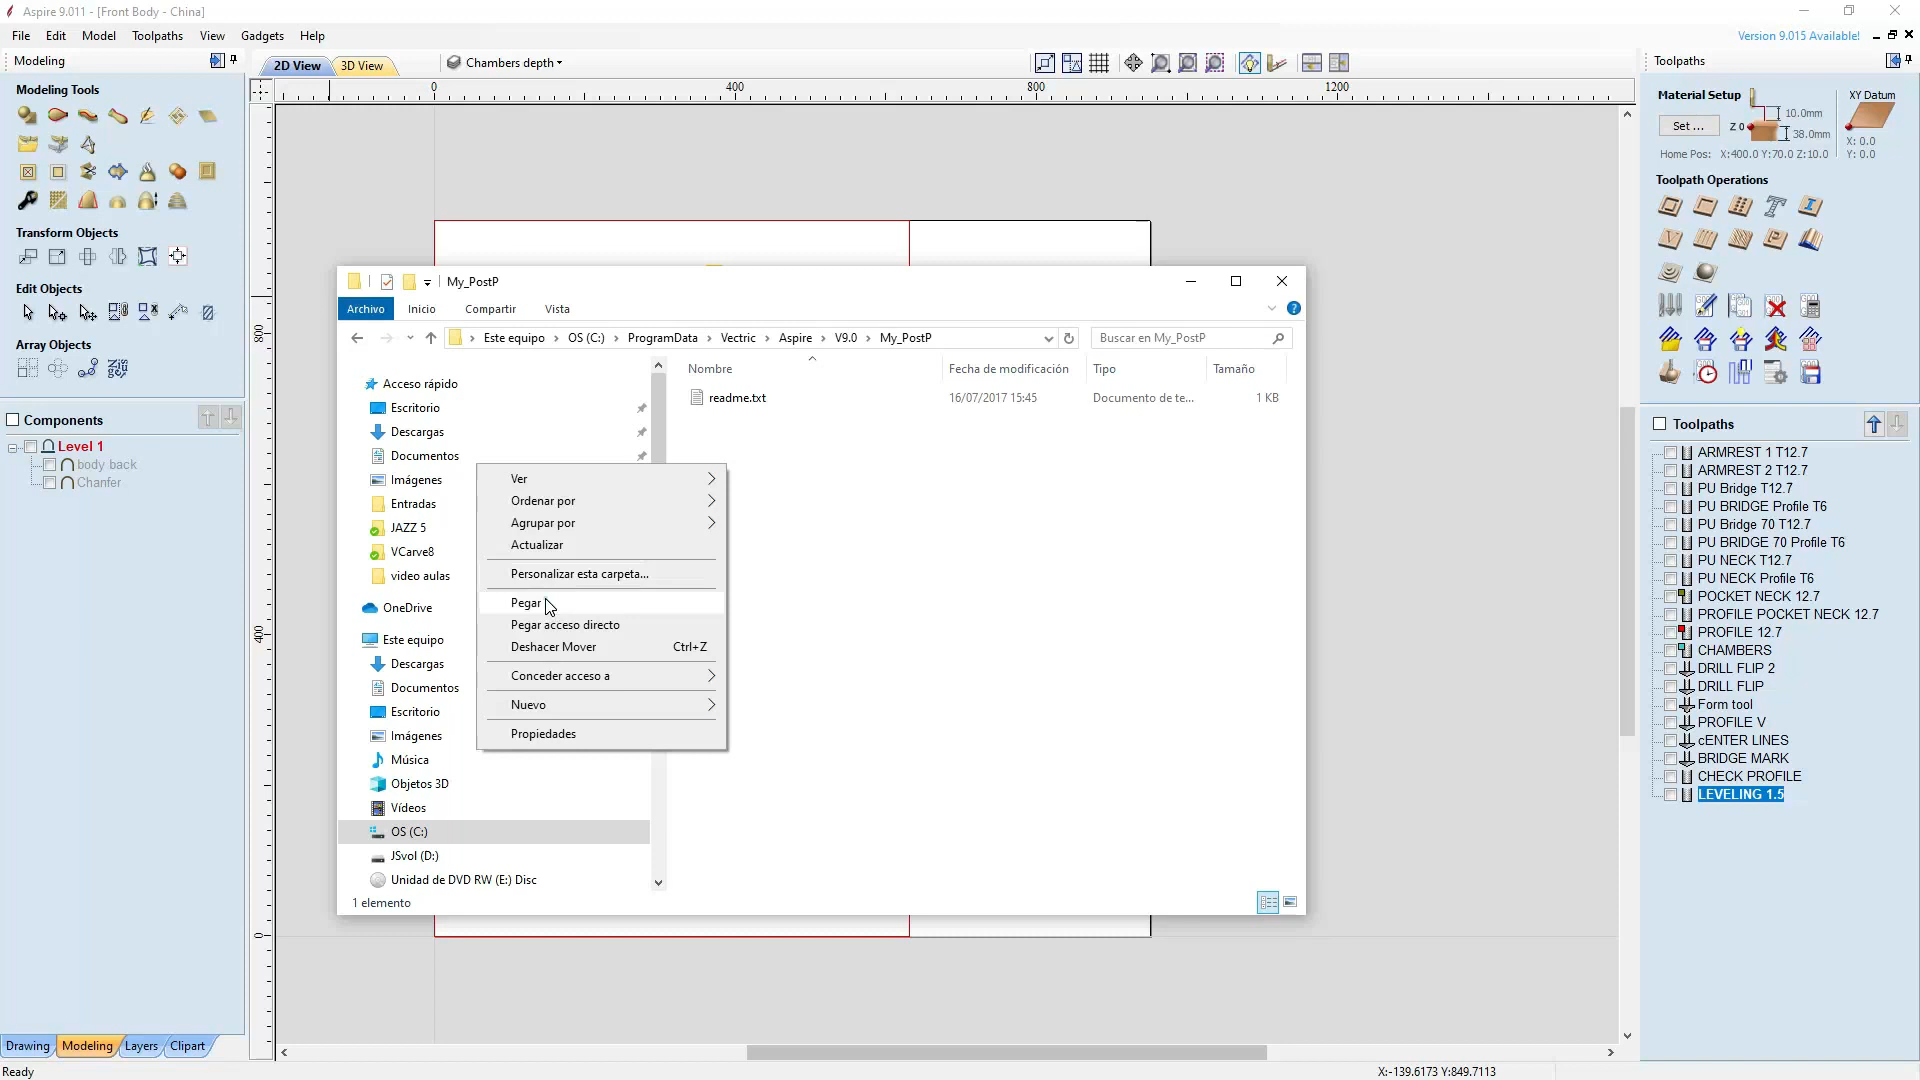 Aspire 9.011 - [Front Body - China]
File Edit Model Toolpaths View Gadgets Help
Version 9.015 Available!
Modeling
2D View 3D View
Chambers depth
Toolpaths
0 400 800 1200
800
400
0
Modeling Tools
Transform Objects
Edit Objects
Array Objects
Components
Level 1
body back
Chanfer
Drawing Modeling Layers Clipart
Ready
X:-139.6173 Y:849.7113
My_PostP
Archivo Inicio Compartir Vista
Este equipo OS (C:) ProgramData Vectric Aspire V9.0 My_PostP
Buscar en My_PostP
Nombre Fecha de modificación Tipo Tamaño
readme.txt 16/07/2017 15:45 Documento de te... 1 KB
Acceso rápido
Escritorio
Descargas
Documentos
Imágenes
Entradas
JAZZ 5
VCarve8
video aulas
OneDrive
Este equipo
Descargas
Documentos
Escritorio
Imágenes
Música
Objetos 3D
Vídeos
OS (C:)
JSvol (D:)
Unidad de DVD RW (E:) Disc
1 elemento
Ver
Ordenar por
Agrupar por
Actualizar
Personalizar esta carpeta...
Pegar
Pegar acceso directo
Deshacer Mover Ctrl+Z
Conceder acceso a
Nuevo
Propiedades
Material Setup
XY Datum
Set ...
Z 0
10.0mm
38.0mm
X: 0.0
Y: 0.0
Home Pos: X:400.0 Y:70.0 Z:10.0
Toolpath Operations
Toolpaths
ARMREST 1 T12.7
ARMREST 2 T12.7
PU Bridge T12.7
PU BRIDGE Profile T6
PU Bridge 70 T12.7
PU BRIDGE 70 Profile T6
PU NECK T12.7
PU NECK Profile T6
POCKET NECK 12.7
PROFILE POCKET NECK 12.7
PROFILE 12.7
CHAMBERS
DRILL FLIP 2
DRILL FLIP
Form tool
PROFILE V
cENTER LINES
BRIDGE MARK
CHECK PROFILE
LEVELING 1.5